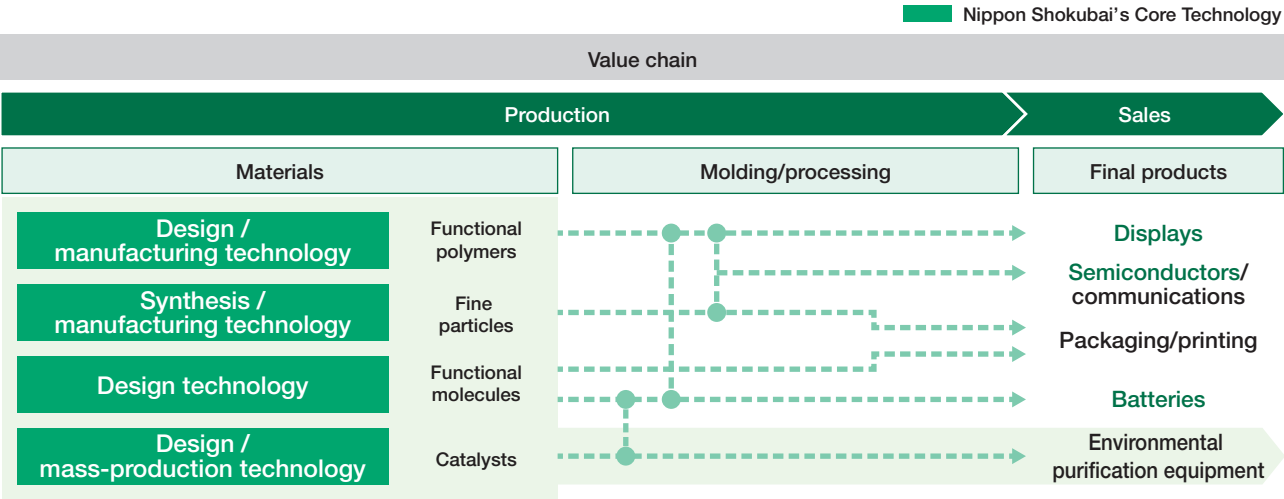 Nippon Shokubai's Core Technology
Value chain
Production
Sales
Materials
Molding/processing
Final products
Design /
manufacturing technology
Functional
polymers
Displays
Semiconductors/
communications
Synthesis /
manufacturing technology
Fine
particles
Packaging/printing
Design technology
Functional
molecules
Batteries
Design /
mass-production technology
Catalysts
Environmental
purification equipment